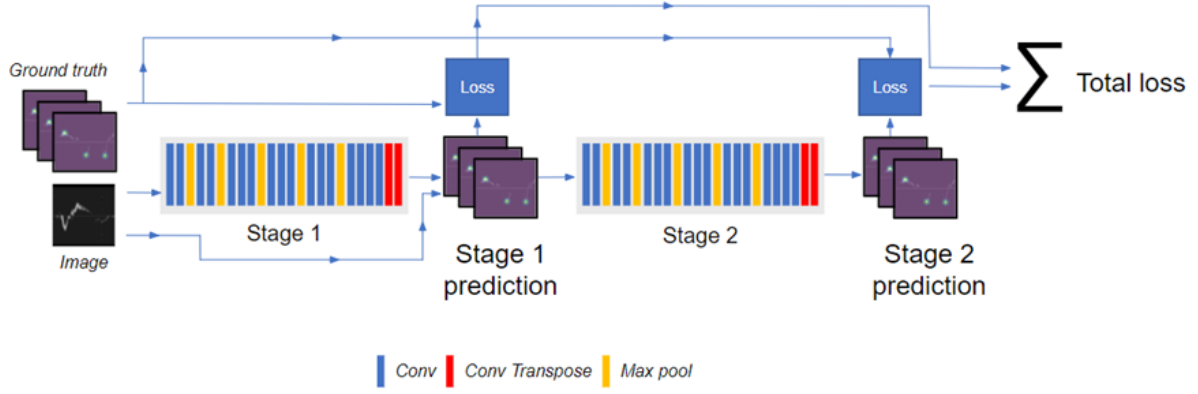 Ground truth
Loss
Loss
∑ Total loss
Stage 1
Stage 2
Image
Stage 1
prediction
Stage 2
prediction
Conv
Conv Transpose
Max pool